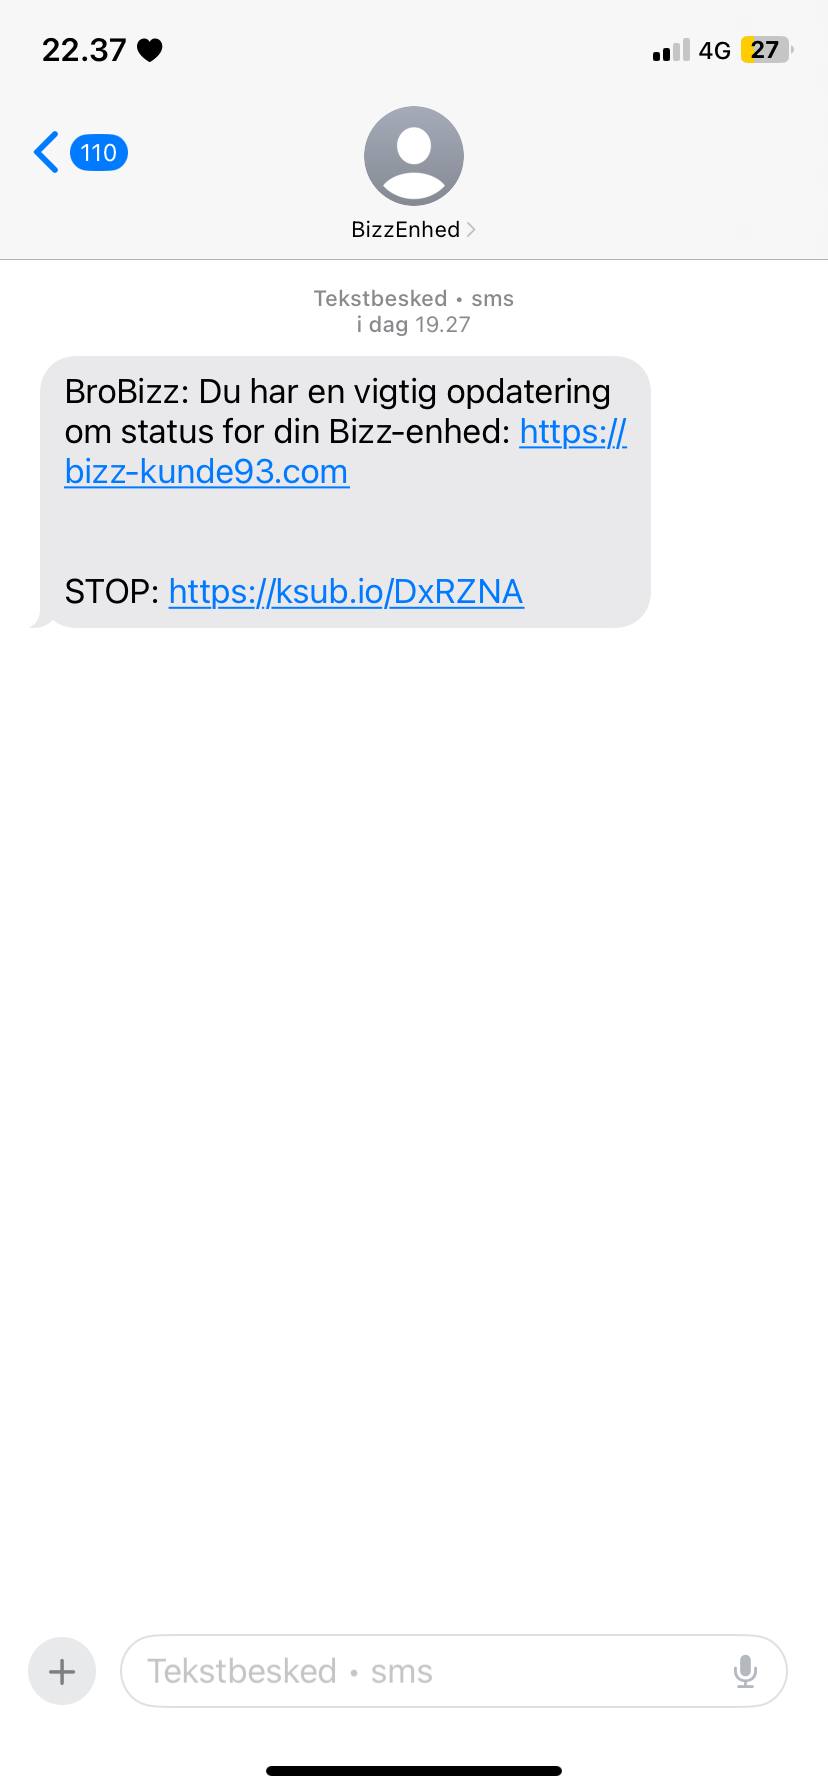 22.37
4G 27
110
BizzEnhed
Tekstbesked • sms
i dag 19.27
BroBizz: Du har en vigtig opdatering
om status for din Bizz-enhed: https://
bizz-kunde93.com
STOP: https://ksub.io/DxRZNA
Tekstbesked • sms